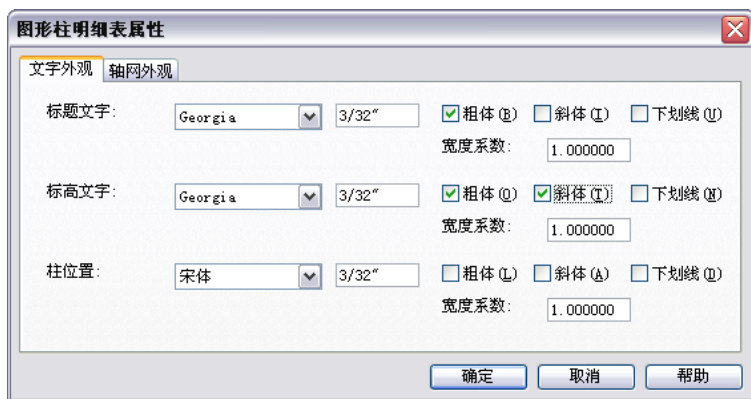 图形柱明细表属性
文字外观 轴网外观
标题文字: Georgia 3/32" 粗体(B) 斜体(I) 下划线(U)
宽度系数: 1.000000
标高文字: Georgia 3/32" 粗体(O) 斜体(T) 下划线(N)
宽度系数: 1.000000
柱位置: 宋体 3/32" 粗体(L) 斜体(A) 下划线(D)
宽度系数: 1.000000
确定 取消 帮助